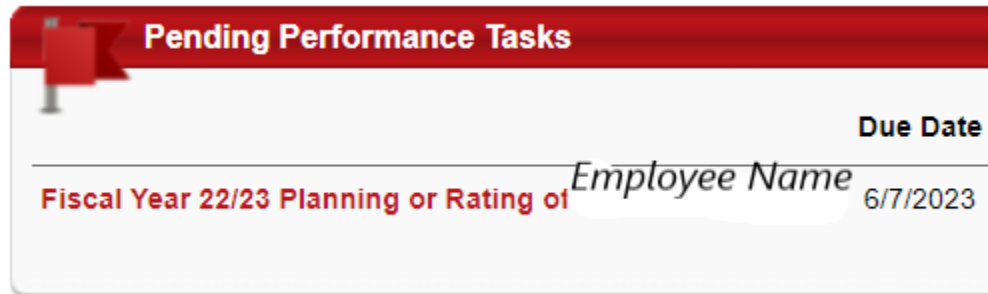 Pending Performance Tasks
Due Date
Fiscal Year 22/23 Planning or Rating of Employee Name 6/7/2023